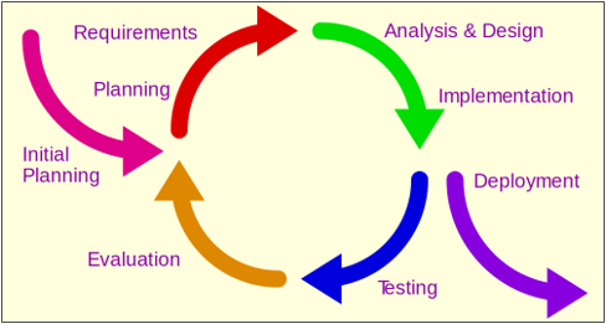 Requirements
Analysis & Design
Planning
Implementation
Initial
Planning
Deployment
Evaluation
Testing